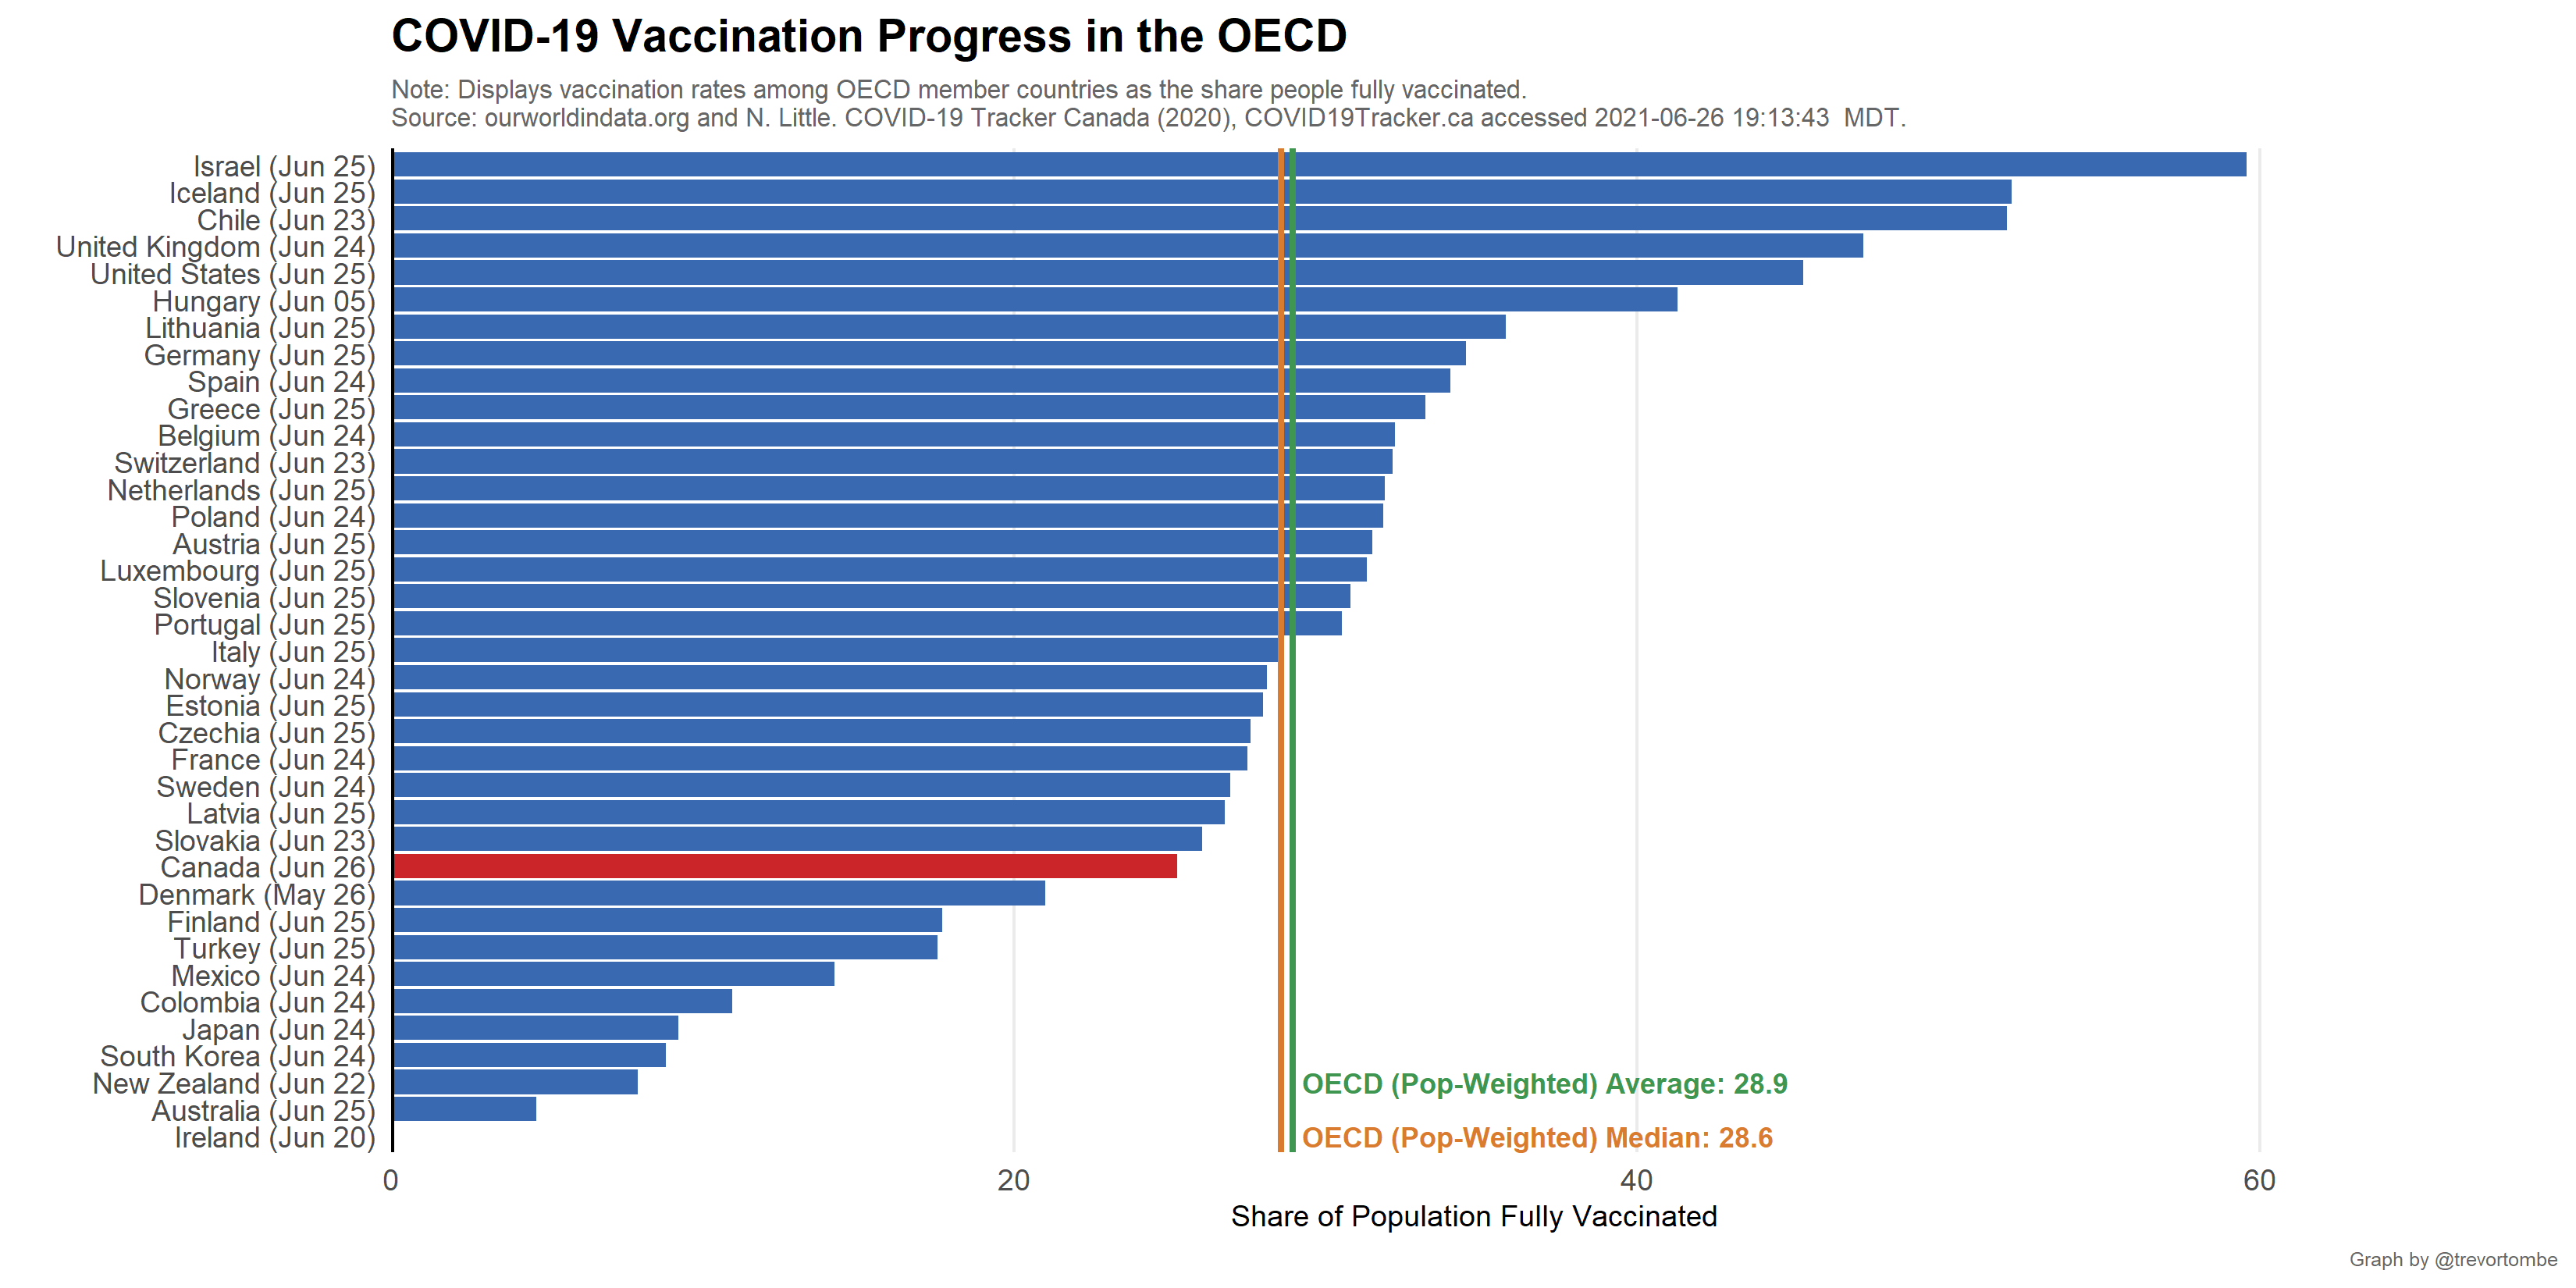 COVID-19 Vaccination Progress in the OECD
Note: Displays vaccination rates among OECD member countries as the share people fully vaccinated.
Source: ourworldindata.org and N. Little. COVID-19 Tracker Canada (2020), COVID19Tracker.ca accessed 2021-06-26 19:13:43  MDT.
Israel (Jun 25)
Iceland (Jun 25)
Chile (Jun 23)
United Kingdom (Jun 24)
United States (Jun 25)
Hungary (Jun 05)
Lithuania (Jun 25)
Germany (Jun 25)
Spain (Jun 24)
Greece (Jun 25)
Belgium (Jun 24)
Switzerland (Jun 23)
Netherlands (Jun 25)
Poland (Jun 24)
Austria (Jun 25)
Luxembourg (Jun 25)
Slovenia (Jun 25)
Portugal (Jun 25)
Italy (Jun 25)
Norway (Jun 24)
Estonia (Jun 25)
Czechia (Jun 25)
France (Jun 24)
Sweden (Jun 24)
Latvia (Jun 25)
Slovakia (Jun 23)
Canada (Jun 26)
Denmark (May 26)
Finland (Jun 25)
Turkey (Jun 25)
Mexico (Jun 24)
Colombia (Jun 24)
Japan (Jun 24)
South Korea (Jun 24)
New Zealand (Jun 22)
Australia (Jun 25)
Ireland (Jun 20)
OECD (Pop-Weighted) Average: 28.9
OECD (Pop-Weighted) Median: 28.6
0 20 40 60
Share of Population Fully Vaccinated
Graph by @trevortombe